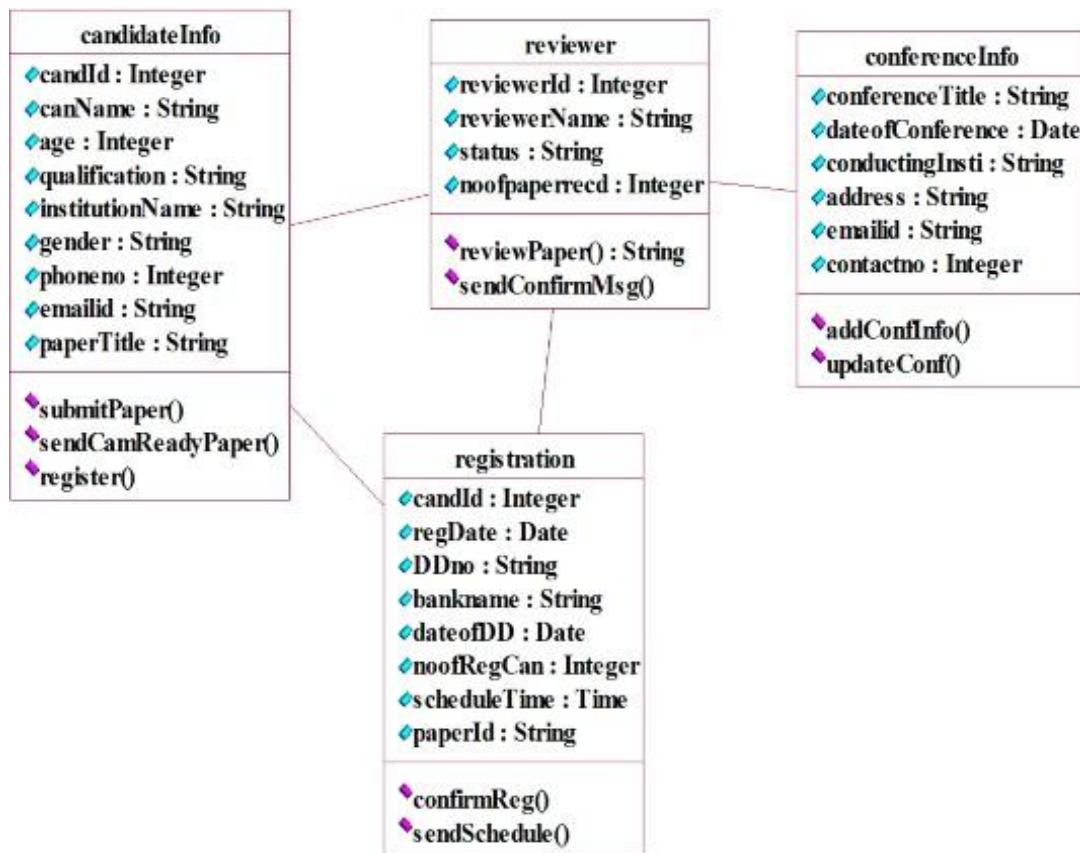 candidateInfo
candId : Integer
canName : String
age : Integer
qualification : String
institutionName : String
gender : String
phoneno : Integer
emailid : String
paperTitle : String
submitPaper()
sendCamReadyPaper()
register()
reviewer
reviewerId : Integer
reviewerName : String
status : String
noofpaperrecd : Integer
reviewPaper() : String
sendConfirmMsg()
conferenceInfo
conferenceTitle : String
dateofConference : Date
conductingInsti : String
address : String
emailid : String
contactno : Integer
addConfInfo()
updateConf()
registration
candId : Integer
regDate : Date
DDno : String
bankname : String
dateofDD : Date
noofRegCan : Integer
scheduleTime : Time
paperId : String
confirmReg()
sendSchedule()